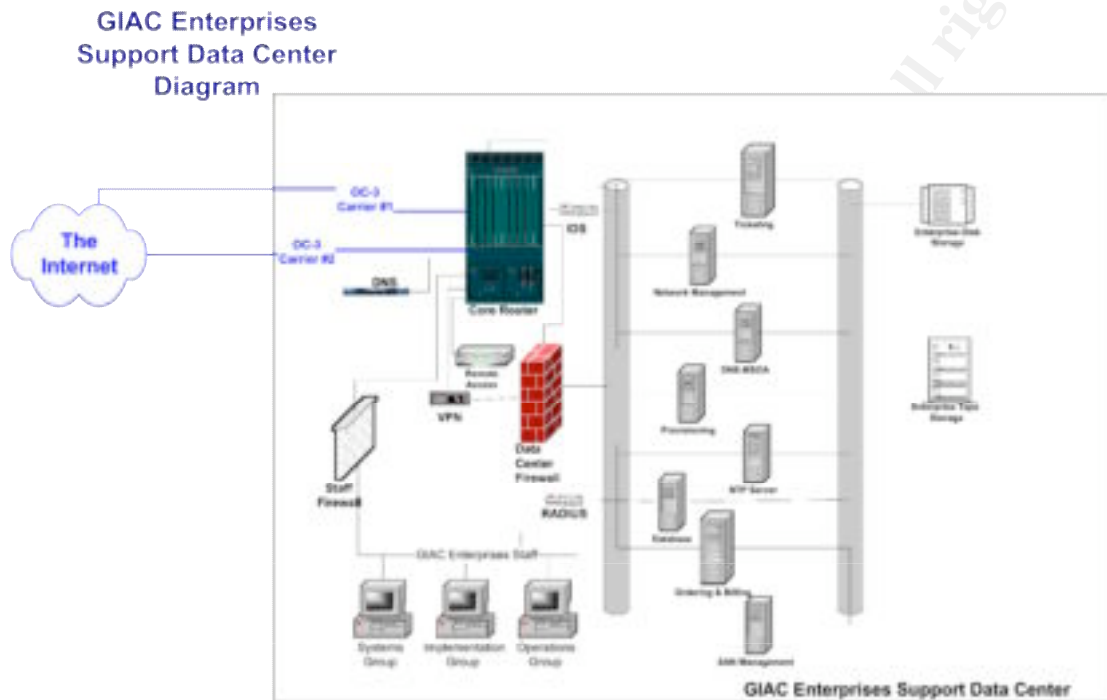 GIAC Enterprises
Support Data Center
Diagram
ll rig
OC-3
Carrier #1
The
Internet
OC-3
Carrier #2
DNS
Core Router
IDS
Ticketing
Enterprise Disk
Storage
Network Management
Remote
Access
VPN
Provisioning
Enterprise Tape
Storage
Staff
Firewall
Data
Center
Firewall
NTP Server
RADIUS
Database
GIAC Enterprises Staff
Ordering & Billing
Systems
Group
Implementation
Group
Operations
Group
Management
GIAC Enterprises Support Data Center